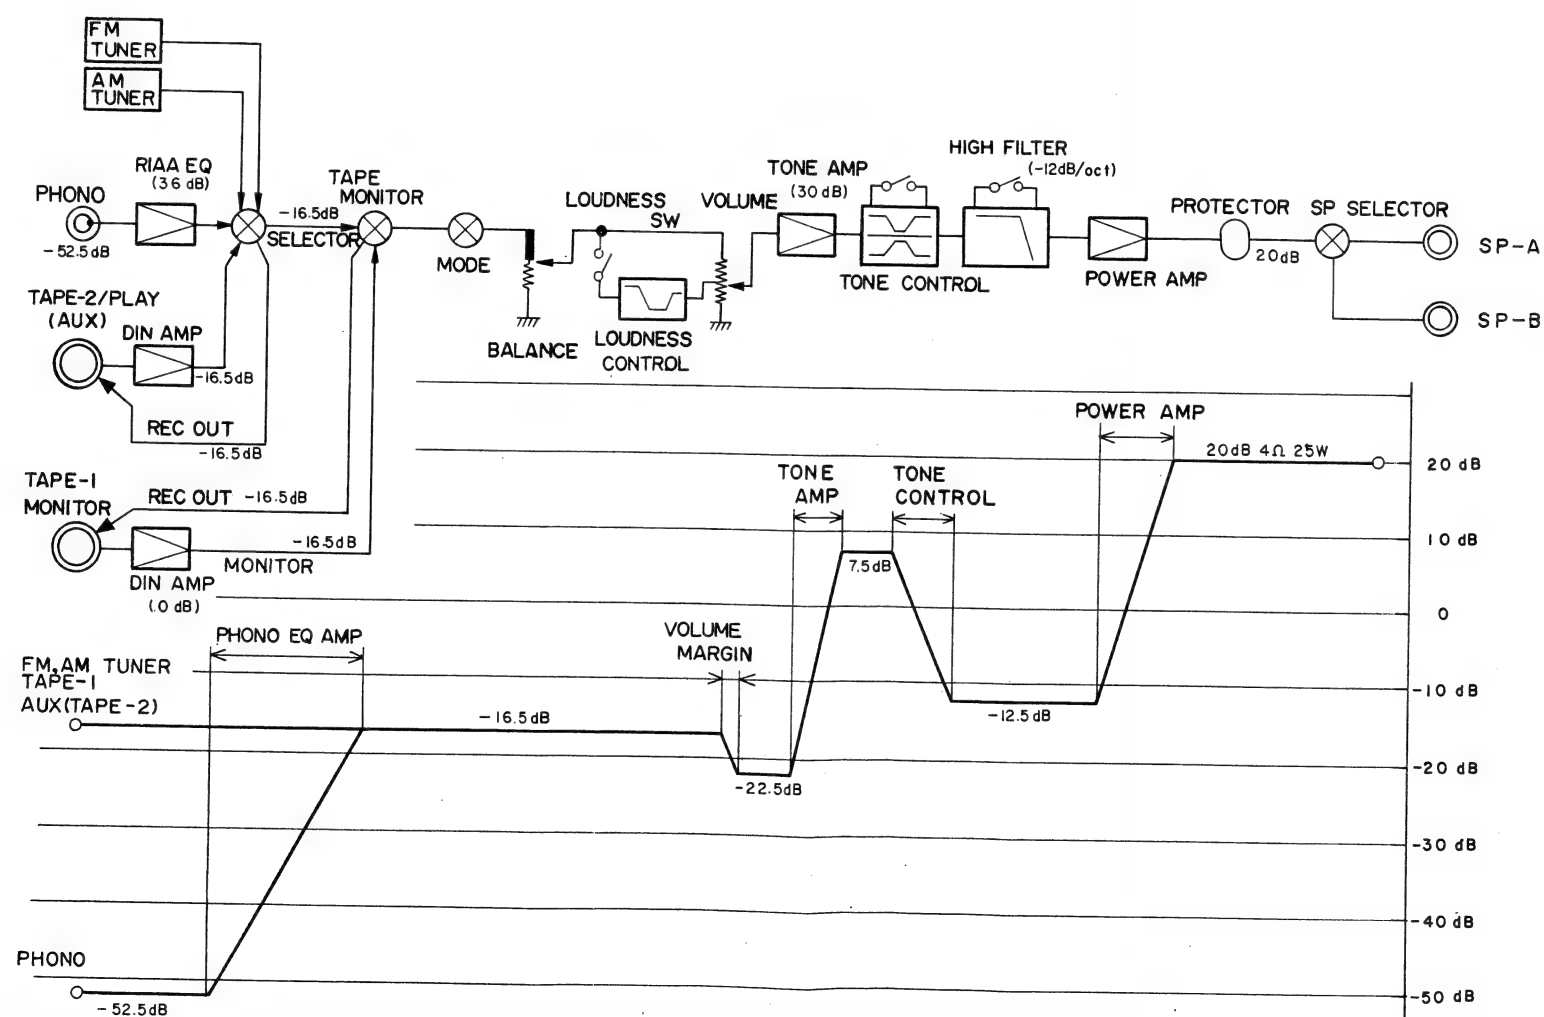 FM
TUNER
AM
TUNER
PHONO
-52.5dB
RIAA EQ
(36 dB)
-16.5dB
SELECTOR
TAPE
MONITOR
MODE
BALANCE
LOUDNESS
SW
LOUDNESS
CONTROL
VOLUME
TONE AMP
(30dB)
TONE CONTROL
HIGH FILTER
(-12dB/oct)
POWER AMP
PROTECTOR
20dB
SP SELECTOR
SP-A
SP-B
TAPE-2/PLAY
(AUX)
DIN AMP
-16.5dB
REC OUT
-16.5dB
TAPE-1
MONITOR
REC OUT -16.5dB
-16.5dB
MONITOR
DIN AMP
(.0 dB)
POWER AMP
20dB 4Ω 25W
TONE
AMP
TONE
CONTROL
7.5dB
-12.5dB
VOLUME
MARGIN
-22.5dB
PHONO EQ AMP
FM,AM TUNER
TAPE-1
AUX(TAPE-2)
-16.5dB
PHONO
-52.5dB
20 dB
10 dB
0
-10 dB
-20 dB
-30 dB
-40 dB
-50 dB